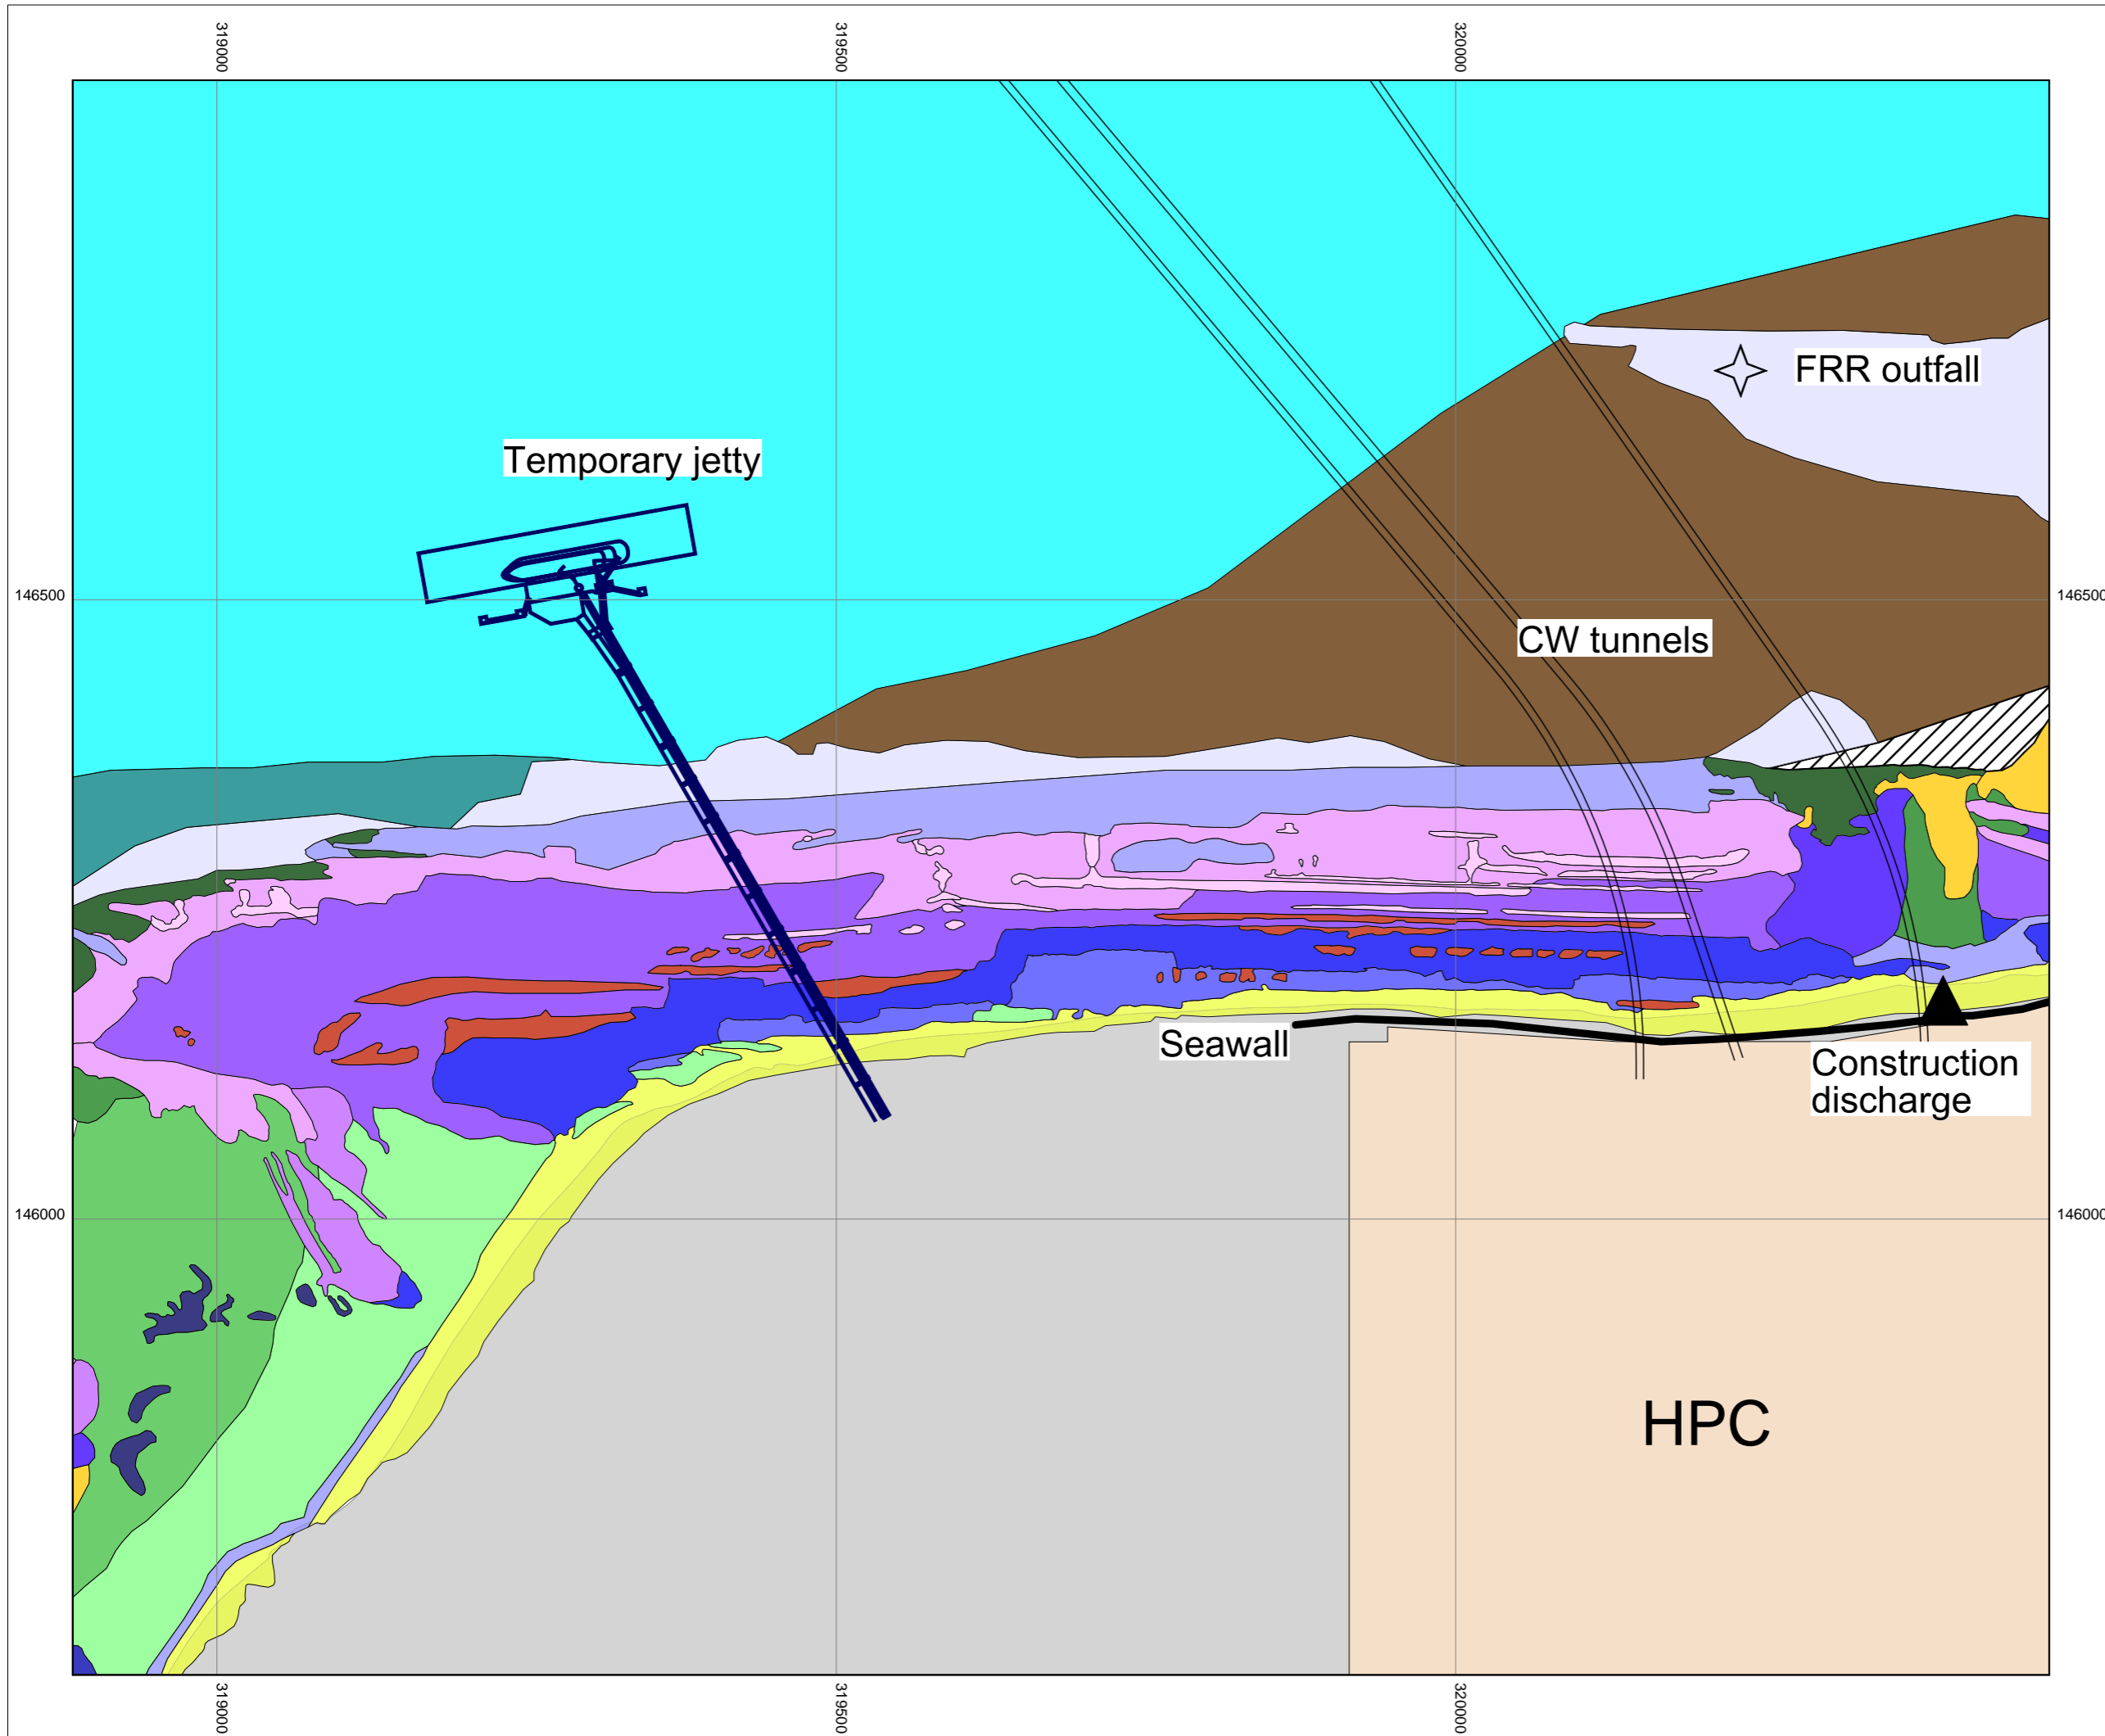 319000
319500
320000
FRR outfall
Temporary jetty
146500
146500
CW tunnels
Seawall
Construction
discharge
146000
146000
HPC
319000
319500
320000